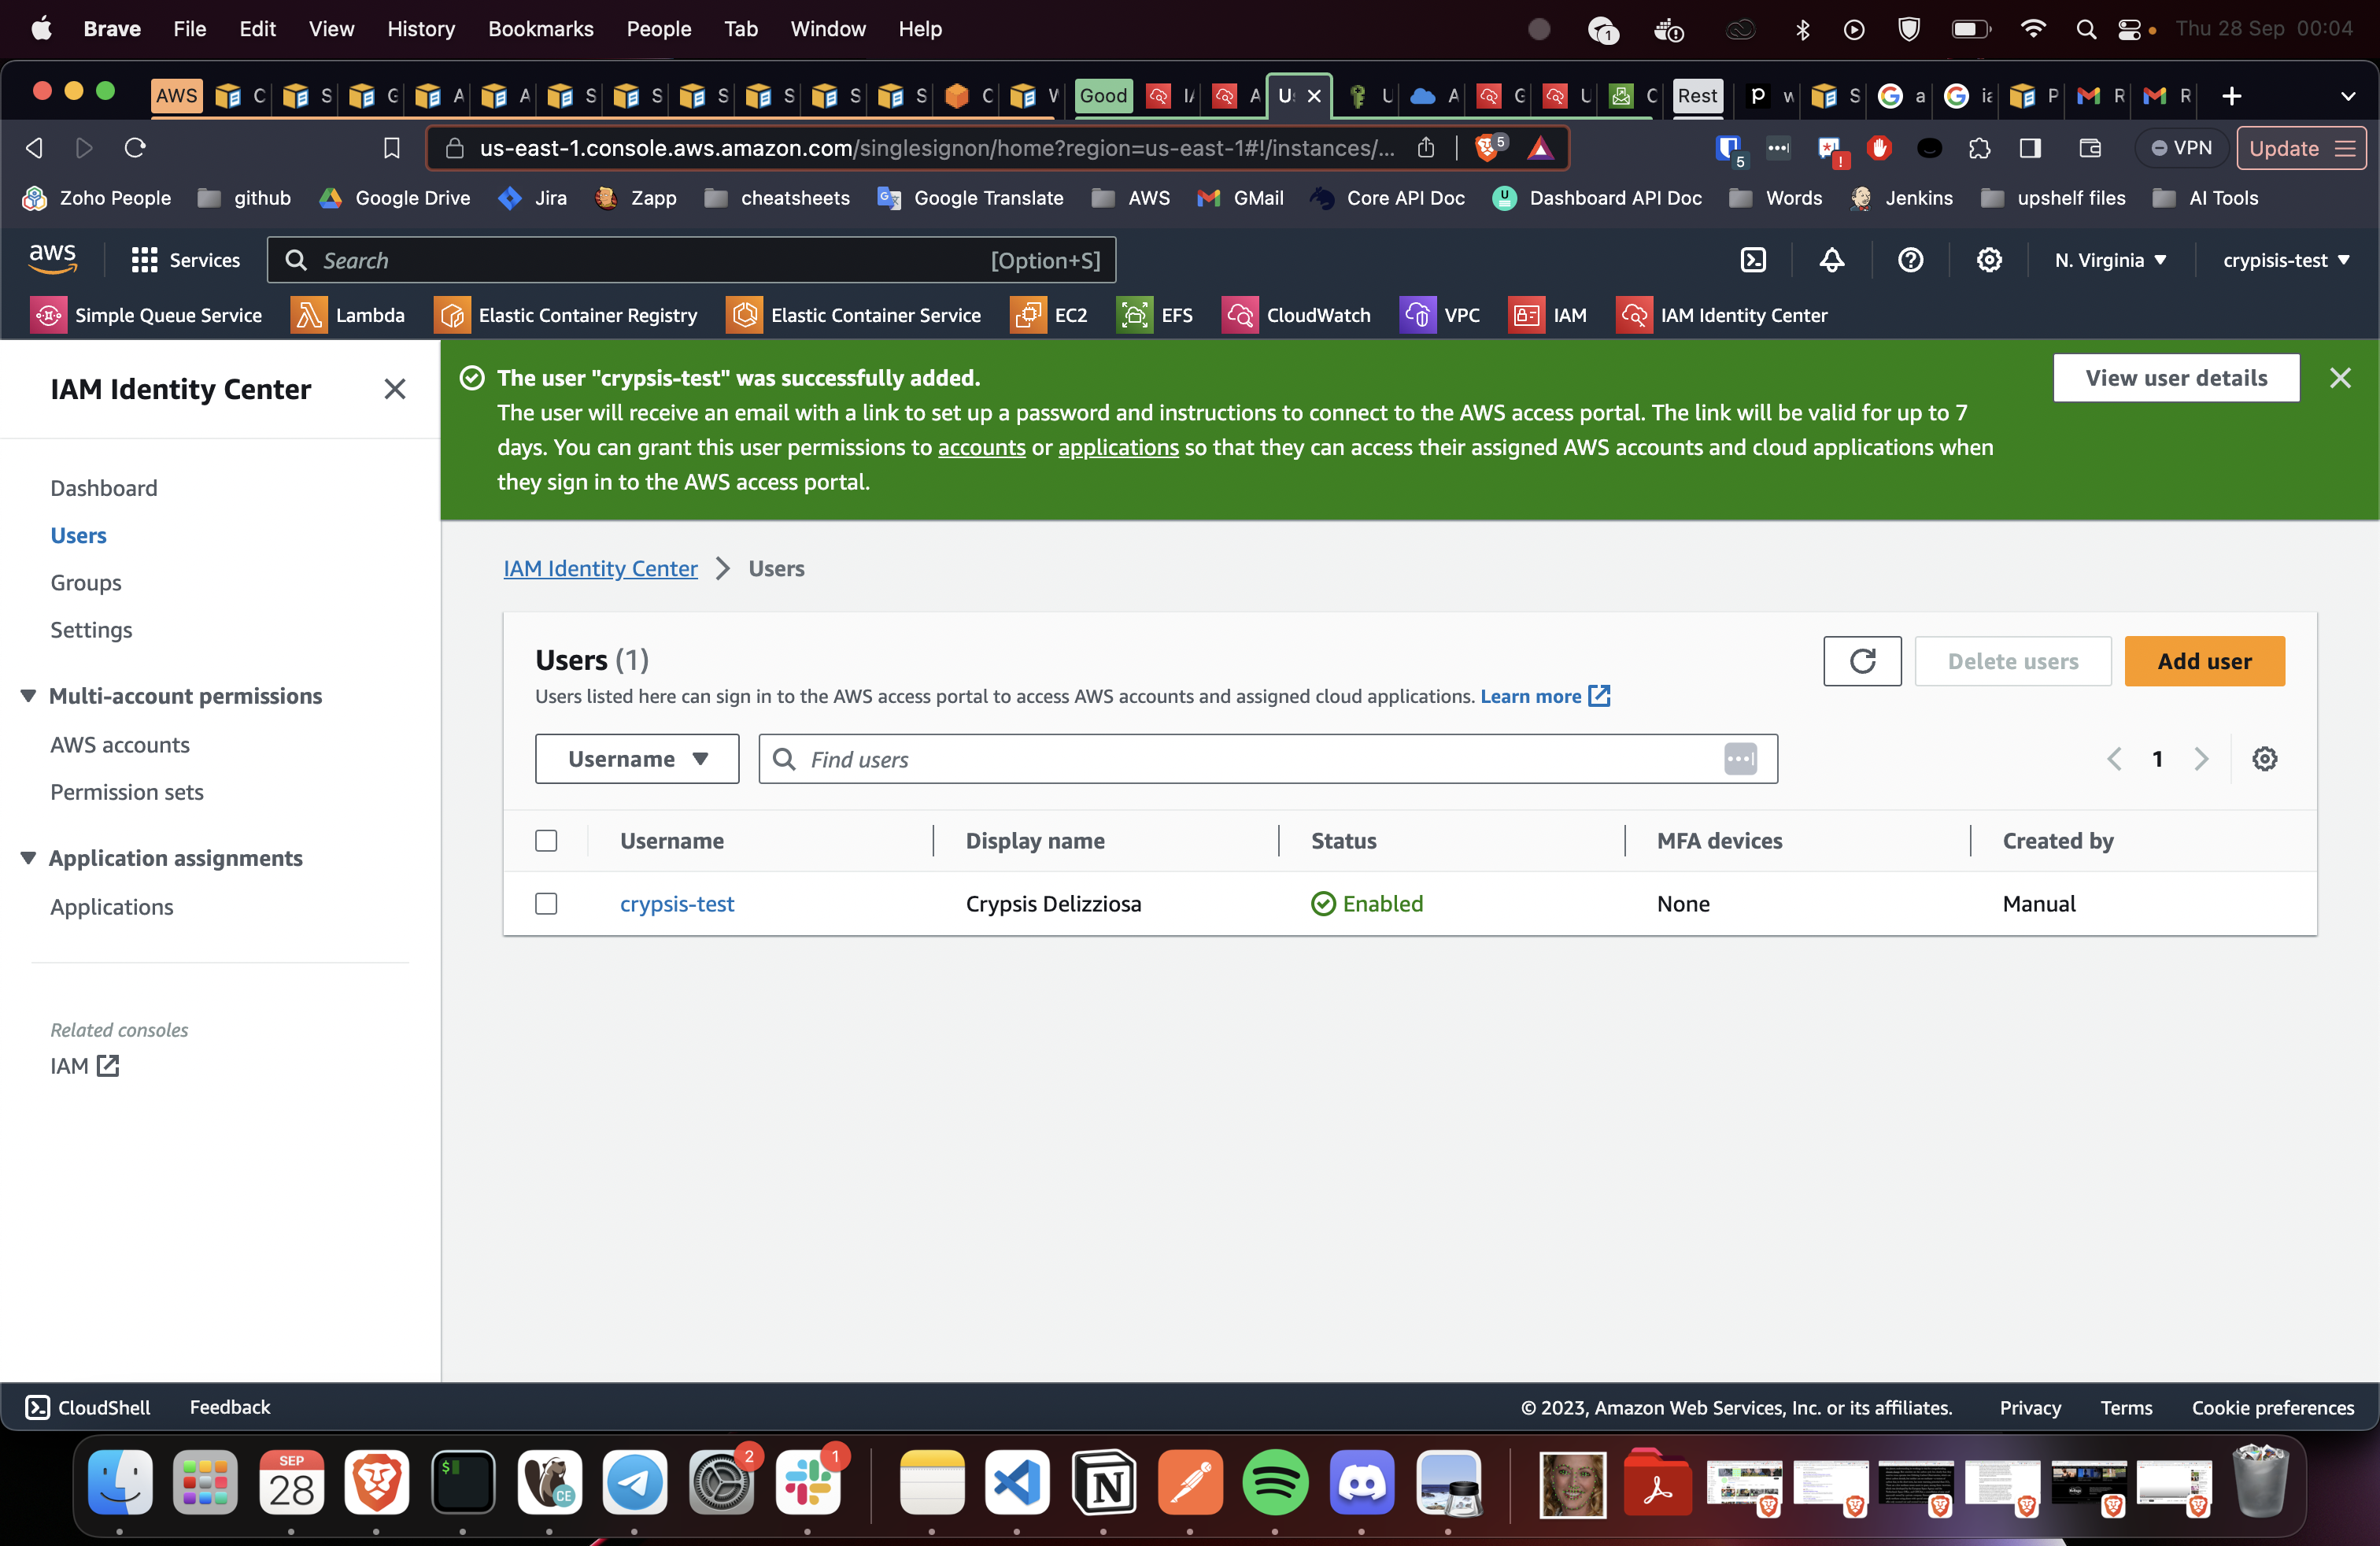 Brave File Edit View History Bookmarks People Tab Window Help 1 Thu 28 Sep 00:04
AWS C S C A A S S S S S S C V Good I A U C A C U C Rest p w S a ia P R R
us-east-1.console.aws.amazon.com/singlesignon/home?region=us-east-1#!/instances/... 5 5 ! VPN Update
Zoho People github Google Drive Jira Zapp cheatsheets Google Translate AWS GMail Core API Doc Dashboard API Doc Words Jenkins upshelf files AI Tools
aws Services Search [Option+S] N. Virginia crypisis-test
Simple Queue Service Lambda Elastic Container Registry Elastic Container Service EC2 EFS CloudWatch VPC IAM IAM Identity Center
IAM Identity Center
Dashboard
Users
Groups
Settings
Multi-account permissions
AWS accounts
Permission sets
Application assignments
Applications
Related consoles
IAM
The user "crypsis-test" was successfully added.
The user will receive an email with a link to set up a password and instructions to connect to the AWS access portal. The link will be valid for up to 7
days. You can grant this user permissions to accounts or applications so that they can access their assigned AWS accounts and cloud applications when
they sign in to the AWS access portal.
View user details
IAM Identity Center Users
Users (1)
Users listed here can sign in to the AWS access portal to access AWS accounts and assigned cloud applications. Learn more
Delete users Add user
Username Find users 1
Username Display name Status MFA devices Created by
crypsis-test Crypsis Delizziosa Enabled None Manual
CloudShell Feedback © 2023, Amazon Web Services, Inc. or its affiliates. Privacy Terms Cookie preferences
SEP
28
$
CE
2
1